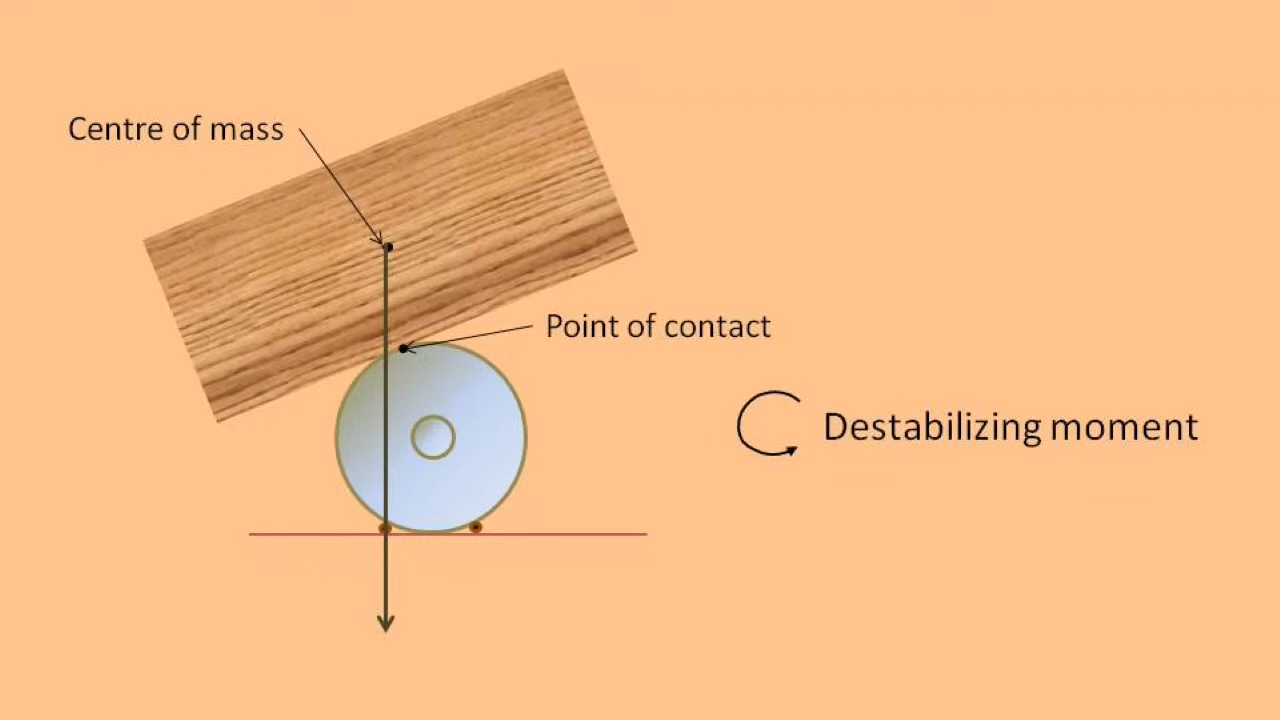 Centre of mass
Point of contact
Destabilizing moment